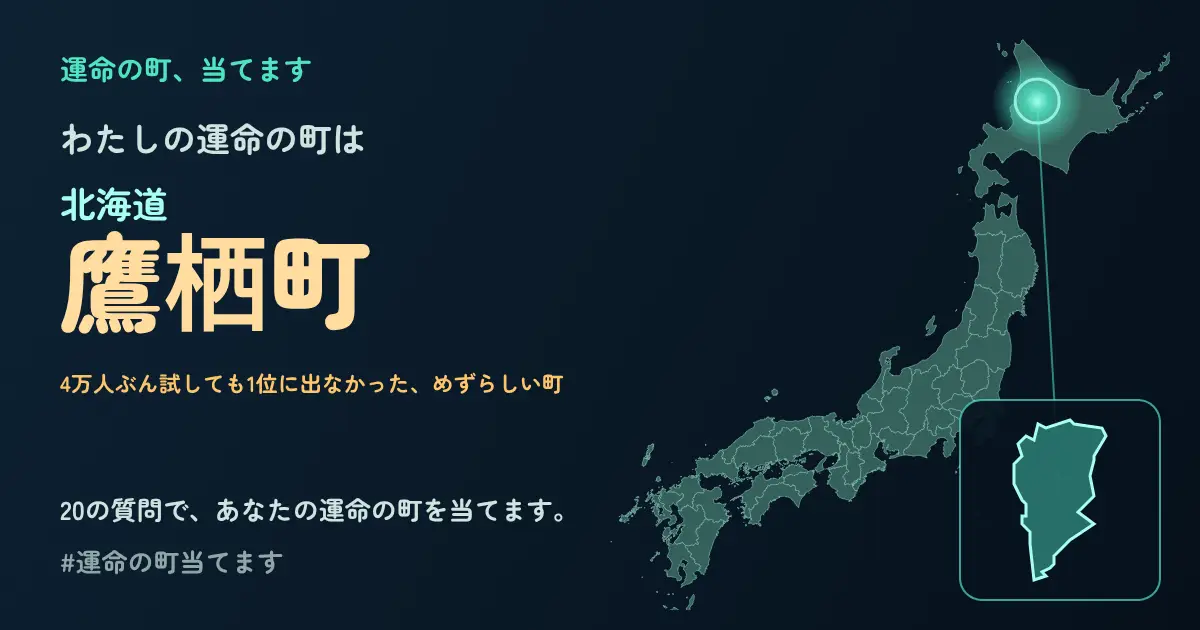 運命の町、当てます
わたしの運命の町は
北海道
鷹栖町
4万人ぶん試しても1位に出なかった、めずらしい町
20の質問で、あなたの運命の町を当てます。
#運命の町当てます